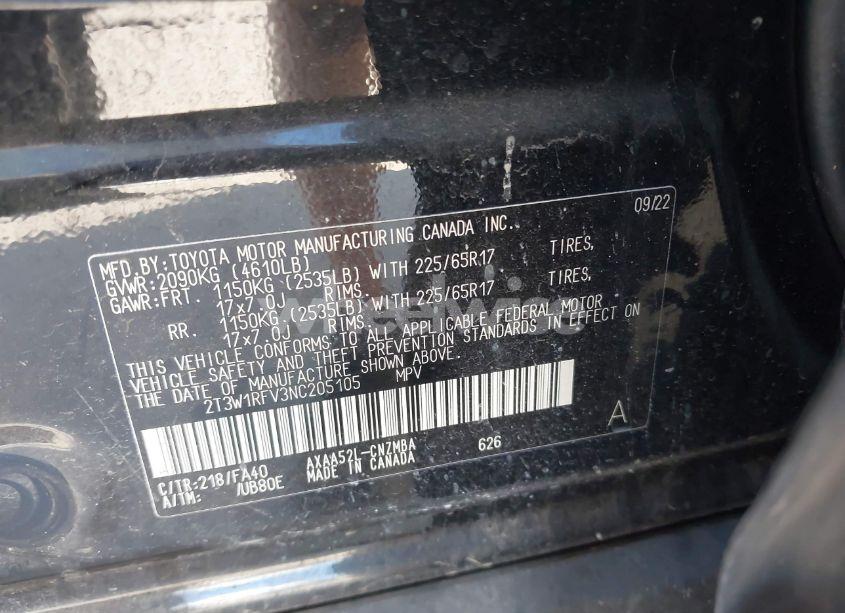 09/22
MFD.BY:TOYOTA MOTOR MANUFACTURING CANADA INC.
GVWR:2090KG (4610LB)
GAWR:FRT. 1150KG (2535LB) WITH 225/65R17 TIRES,
17x7.0J RIMS
RR. 1150KG (2535LB) WITH 225/65R17 TIRES,
17x7.0J RIMS
THIS VEHICLE CONFORMS TO ALL APPLICABLE FEDERAL MOTOR
VEHICLE SAFETY AND THEFT PREVENTION STANDARDS IN EFFECT ON
THE DATE OF MANUFACTURE SHOWN ABOVE.
2T3W1RFV3NC205105 MPV
A
C/TR:218/FA40 AXAA52L-CNZMBA 626
A/TM: /UB80E MADE IN CANADA